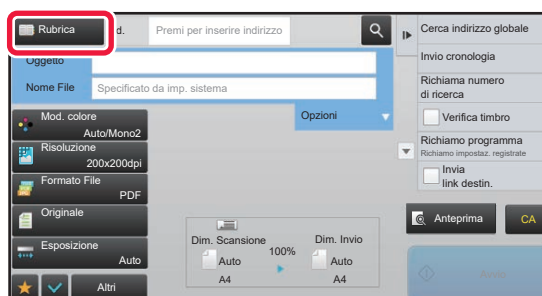 Rubrica
d.
Premi per inserire indirizzo
Oggetto
Nome File
Specificato da imp. sistema
Opzioni
Mod. colore
Auto/Mono2
Risoluzione
200x200dpi
Formato File
PDF
Originale
Esposizione
Auto
Altri
Dim. Scansione
Auto
A4
100%
Dim. Invio
Auto
A4
Cerca indirizzo globale
Invio cronologia
Richiama numero
di ricerca
Verifica timbro
Richiamo programma
Richiamo impostaz. registrate
Invia
link destin.
Anteprima
CA
Avvio